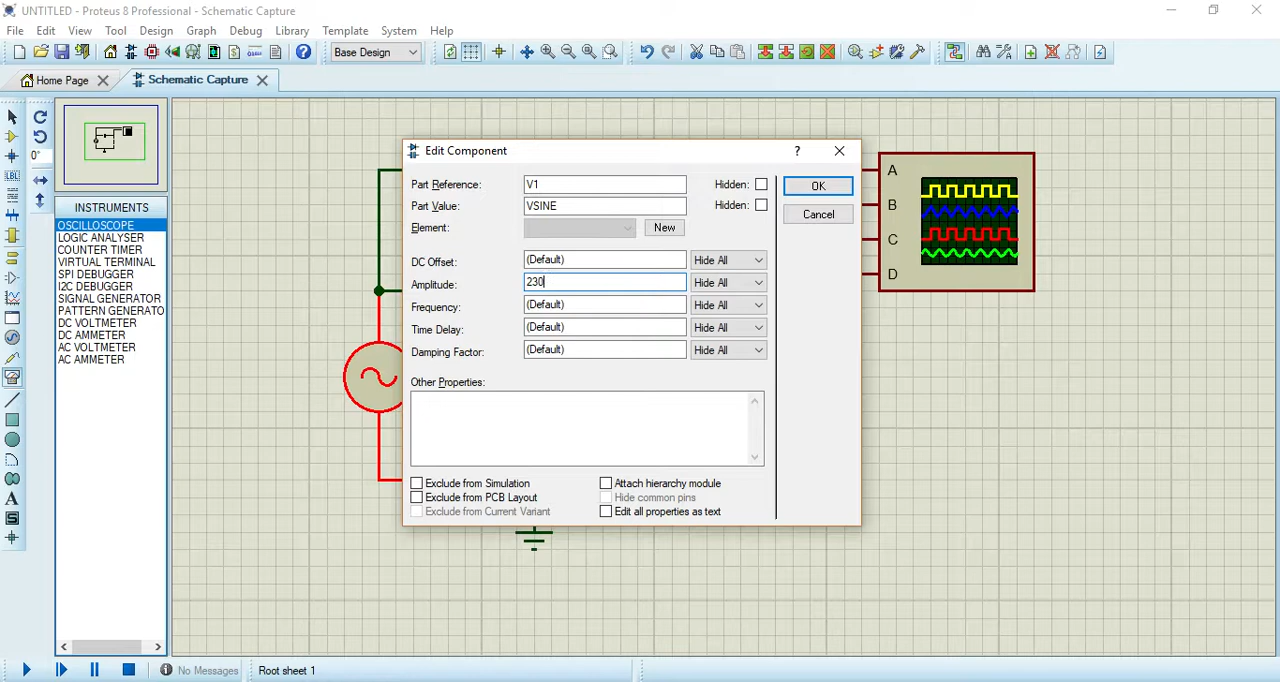 UNTITLED - Proteus 8 Professional - Schematic Capture
File Edit View Tool Design Graph Debug Library Template System Help
Base Design
Home Page Schematic Capture
0°
LBL
INSTRUMENTS
OSCILLOSCOPE
LOGIC ANALYSER
COUNTER TIMER
VIRTUAL TERMINAL
SPI DEBUGGER
I2C DEBUGGER
SIGNAL GENERATOR
PATTERN GENERATO
DC VOLTMETER
DC AMMETER
AC VOLTMETER
AC AMMETER
Edit Component
?
Part Reference: V1 Hidden:
OK
Part Value: VSINE Hidden:
Cancel
Element: New
DC Offset: (Default) Hide All
Amplitude: 230 Hide All
Frequency: (Default) Hide All
Time Delay: (Default) Hide All
Damping Factor: (Default) Hide All
Other Properties:
Exclude from Simulation Attach hierarchy module
Exclude from PCB Layout Hide common pins
Exclude from Current Variant Edit all properties as text
A
B
C
D
No Messages Root sheet 1